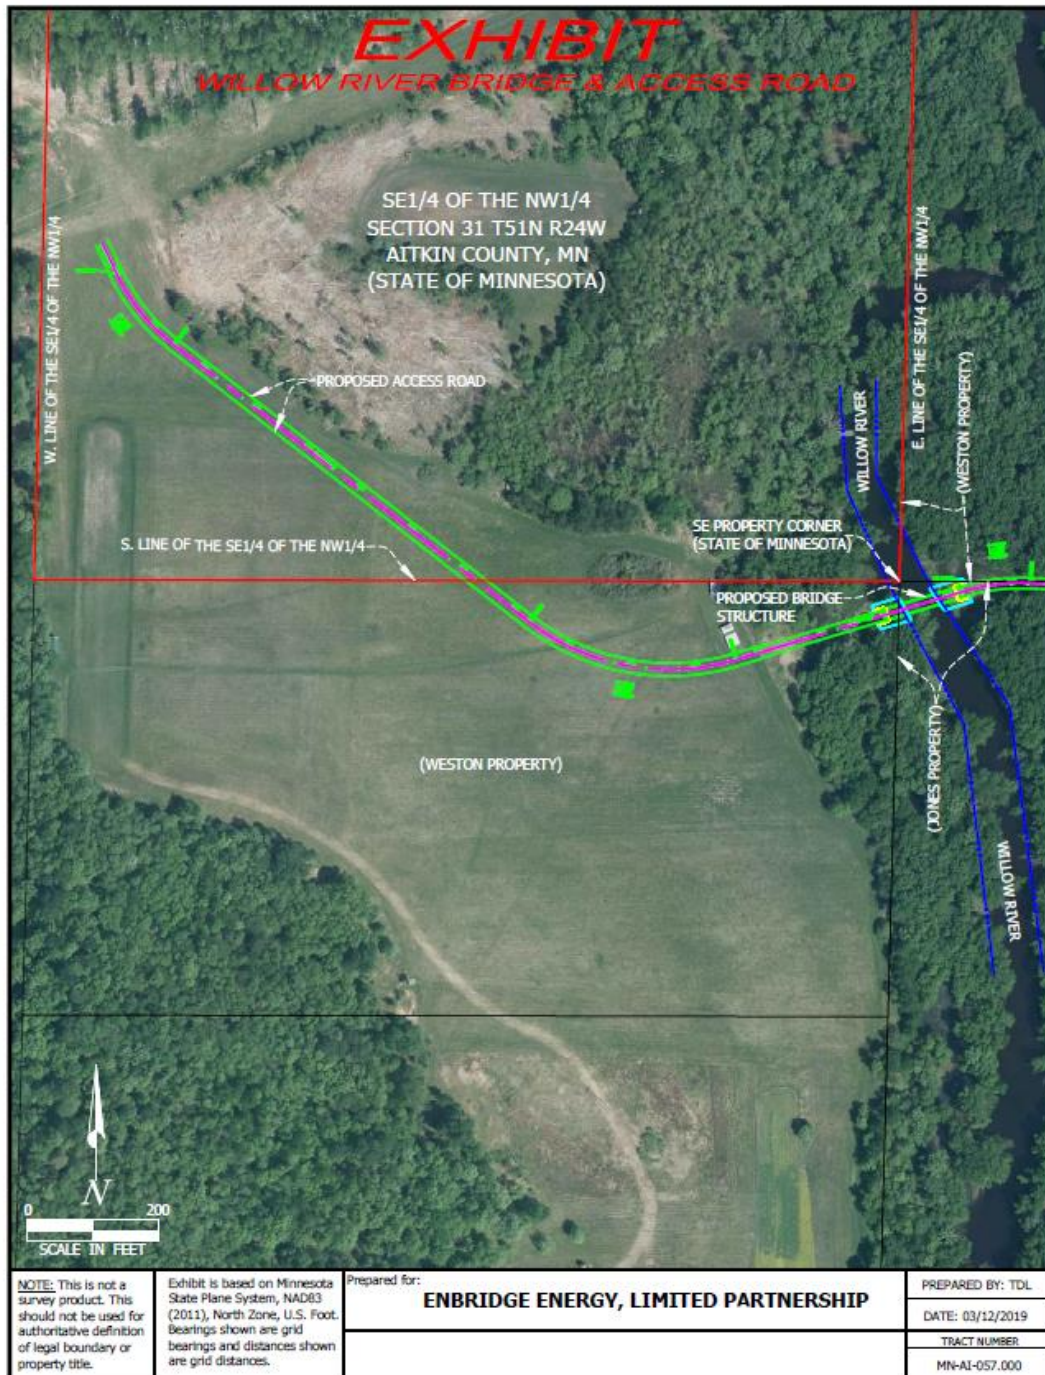 EXHIBIT
WILLOW RIVER BRIDGE & ACCESS ROAD
SE1/4 OF THE NW1/4
SECTION 31 T51N R24W
AITKIN COUNTY, MN
(STATE OF MINNESOTA)
W. LINE OF THE SE1/4 OF THE NW1/4
E. LINE OF THE SE1/4 OF THE NW1/4
(WESTON PROPERTY)
WILLOW RIVER
PROPOSED ACCESS ROAD
S. LINE OF THE SE1/4 OF THE NW1/4
SE PROPERTY CORNER
(STATE OF MINNESOTA)
PROPOSED BRIDGE
STRUCTURE
(WESTON PROPERTY)
(JONES PROPERTY)
WILLOW RIVER
N
0 200
SCALE IN FEET
NOTE: This is not a
survey product. This
should not be used for
authoritative definition
of legal boundary or
property title.
Exhibit is based on Minnesota
State Plane System, NAD83
(2011), North Zone, U.S. Foot.
Bearings shown are grid
bearings and distances shown
are grid distances.
Prepared for:
ENBRIDGE ENERGY, LIMITED PARTNERSHIP
PREPARED BY: TDL
DATE: 03/12/2019
TRACT NUMBER
MN-AI-057.000